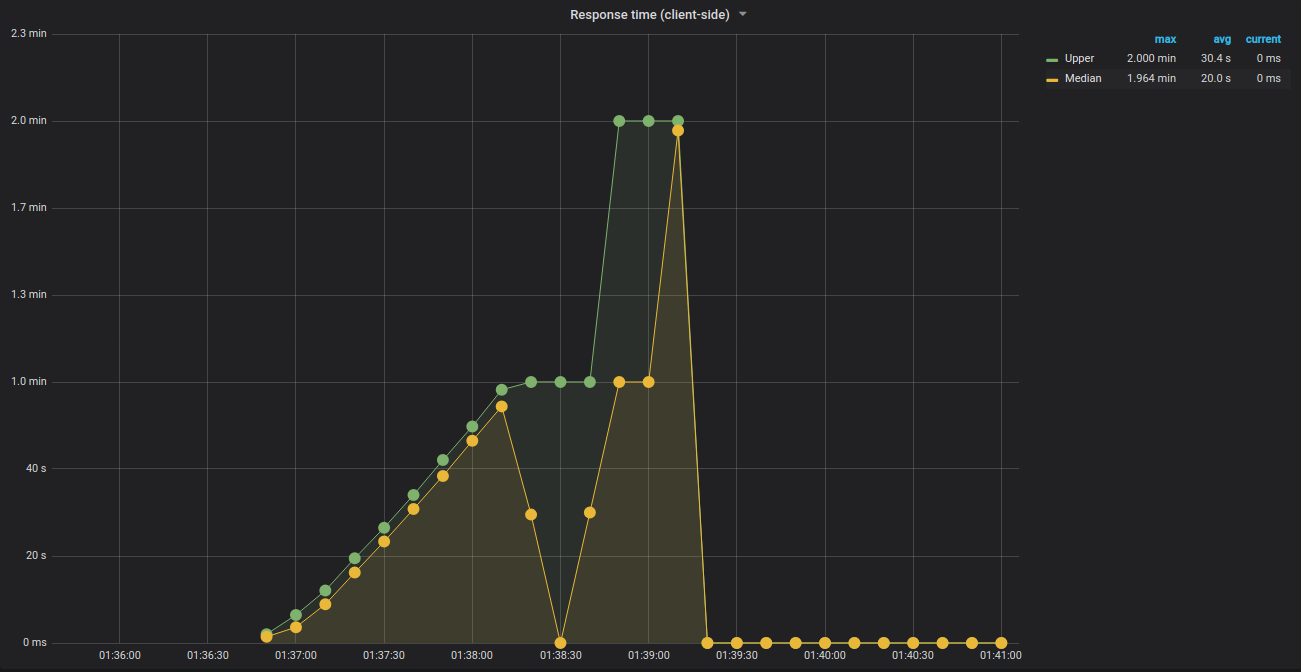 Response time (client-side)
max avg current
Upper 2.000 min 30.4 s 0 ms
Median 1.964 min 20.0 s 0 ms
2.3 min
2.0 min
1.7 min
1.3 min
1.0 min
40 s
20 s
0 ms
01:36:00 01:36:30 01:37:00 01:37:30 01:38:00 01:38:30 01:39:00 01:39:30 01:40:00 01:40:30 01:41:00